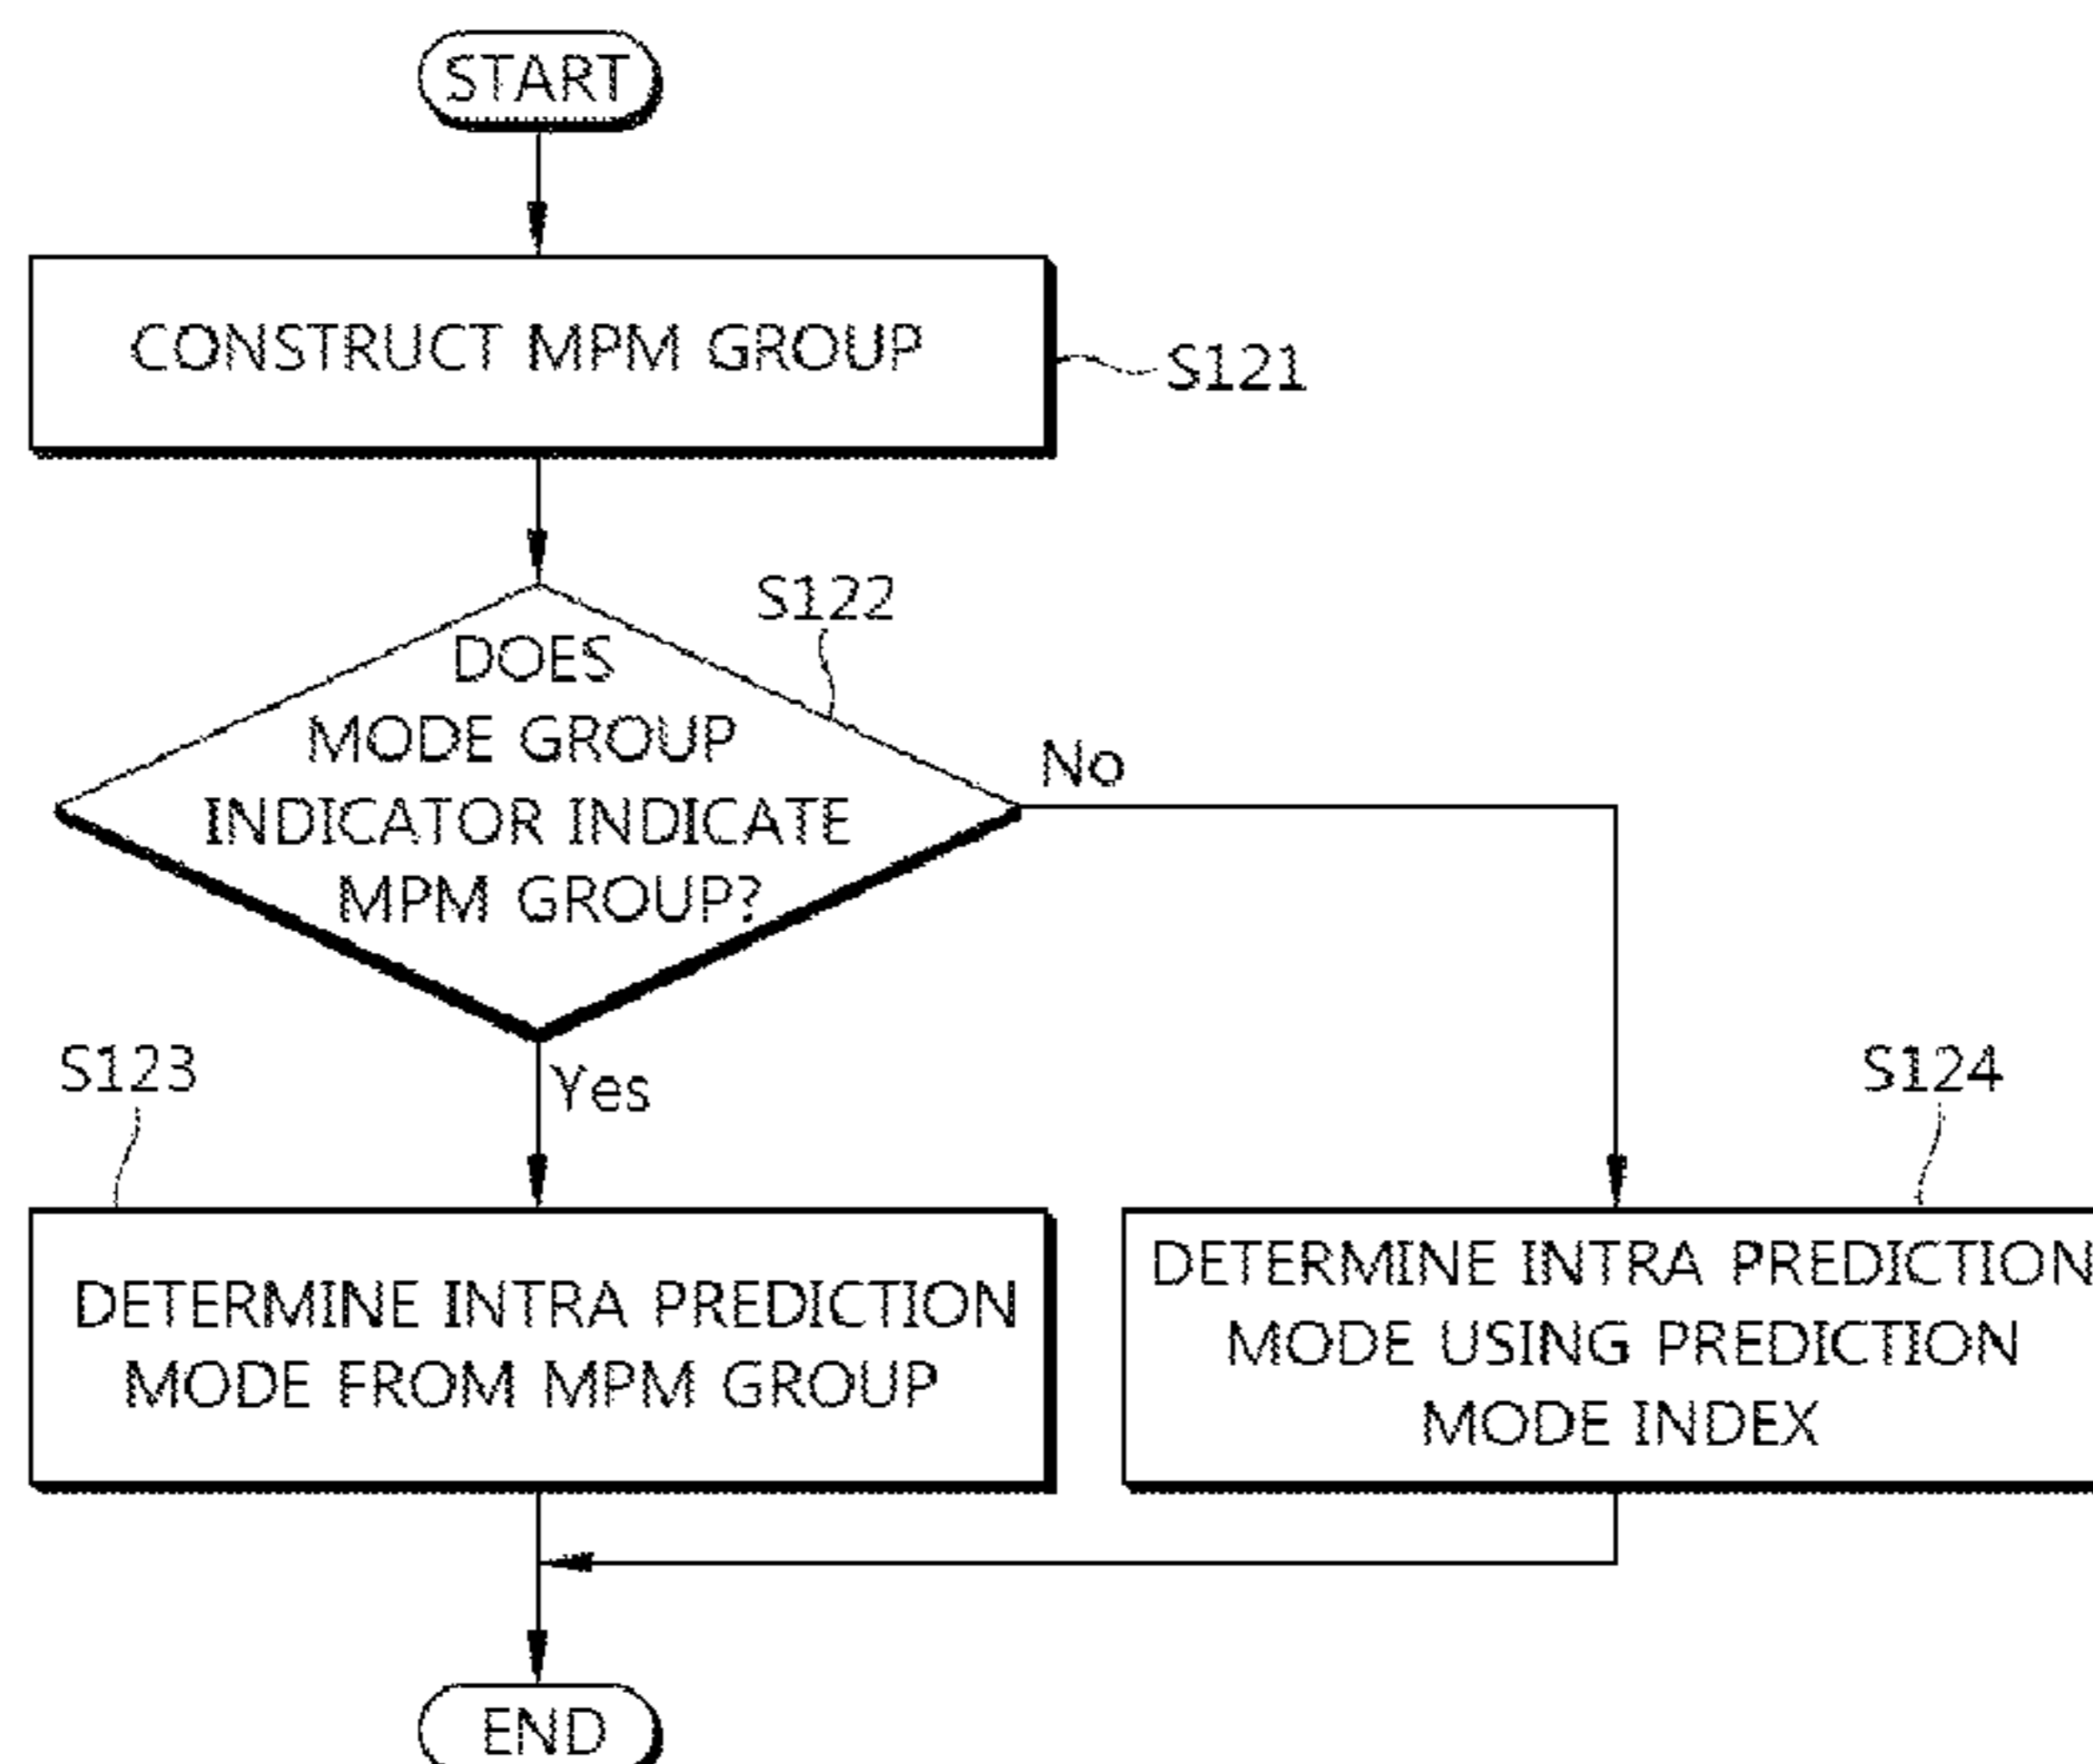 START
CONSTRUCT MPM GROUP
S121
S122
DOES
MODE GROUP
INDICATOR INDICATE
MPM GROUP?
No
Yes
S123
DETERMINE INTRA PREDICTION
MODE FROM MPM GROUP
S124
DETERMINE INTRA PREDICTION
MODE USING PREDICTION
MODE INDEX
END